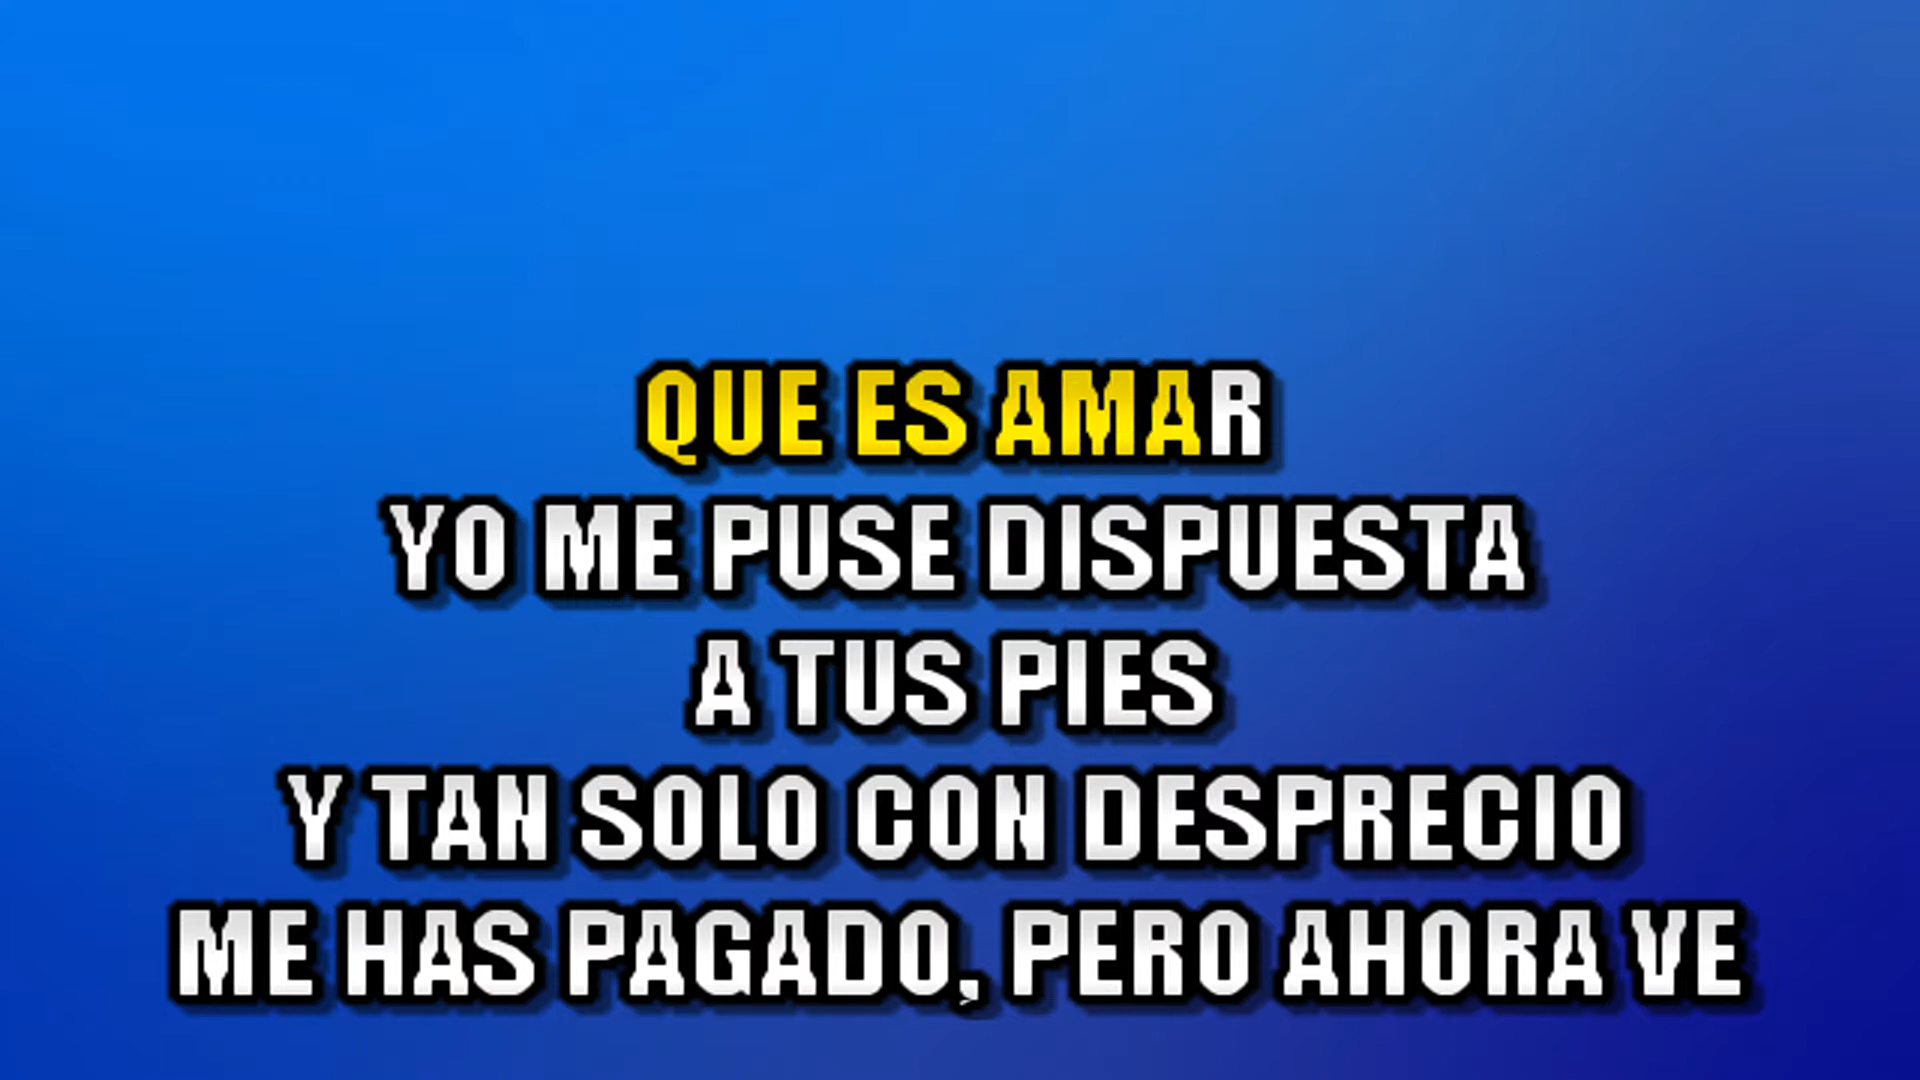 QUE ES AMAR
YO ME PUSE DISPUESTA
A TUS PIES
Y TAN SOLO CON DESPRECIO
ME HAS PAGADO, PERO AHORA VE